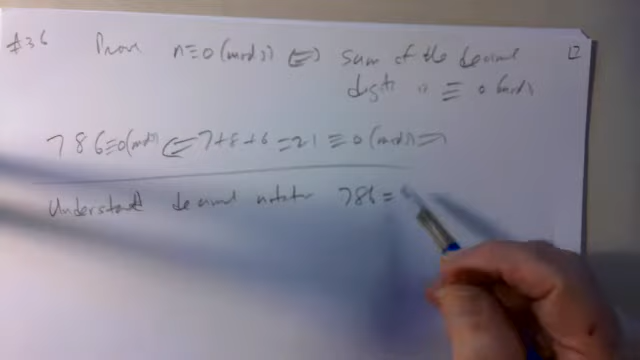 #36 Prove n≡0(mod 3) ⇔ sum of the decimal 12
digits is ≡ 0 (mod 3)
786≡0(mod 3) ⇐ 7+8+6=21≡0(mod 3) ⇒
Understand decimal notation 786=